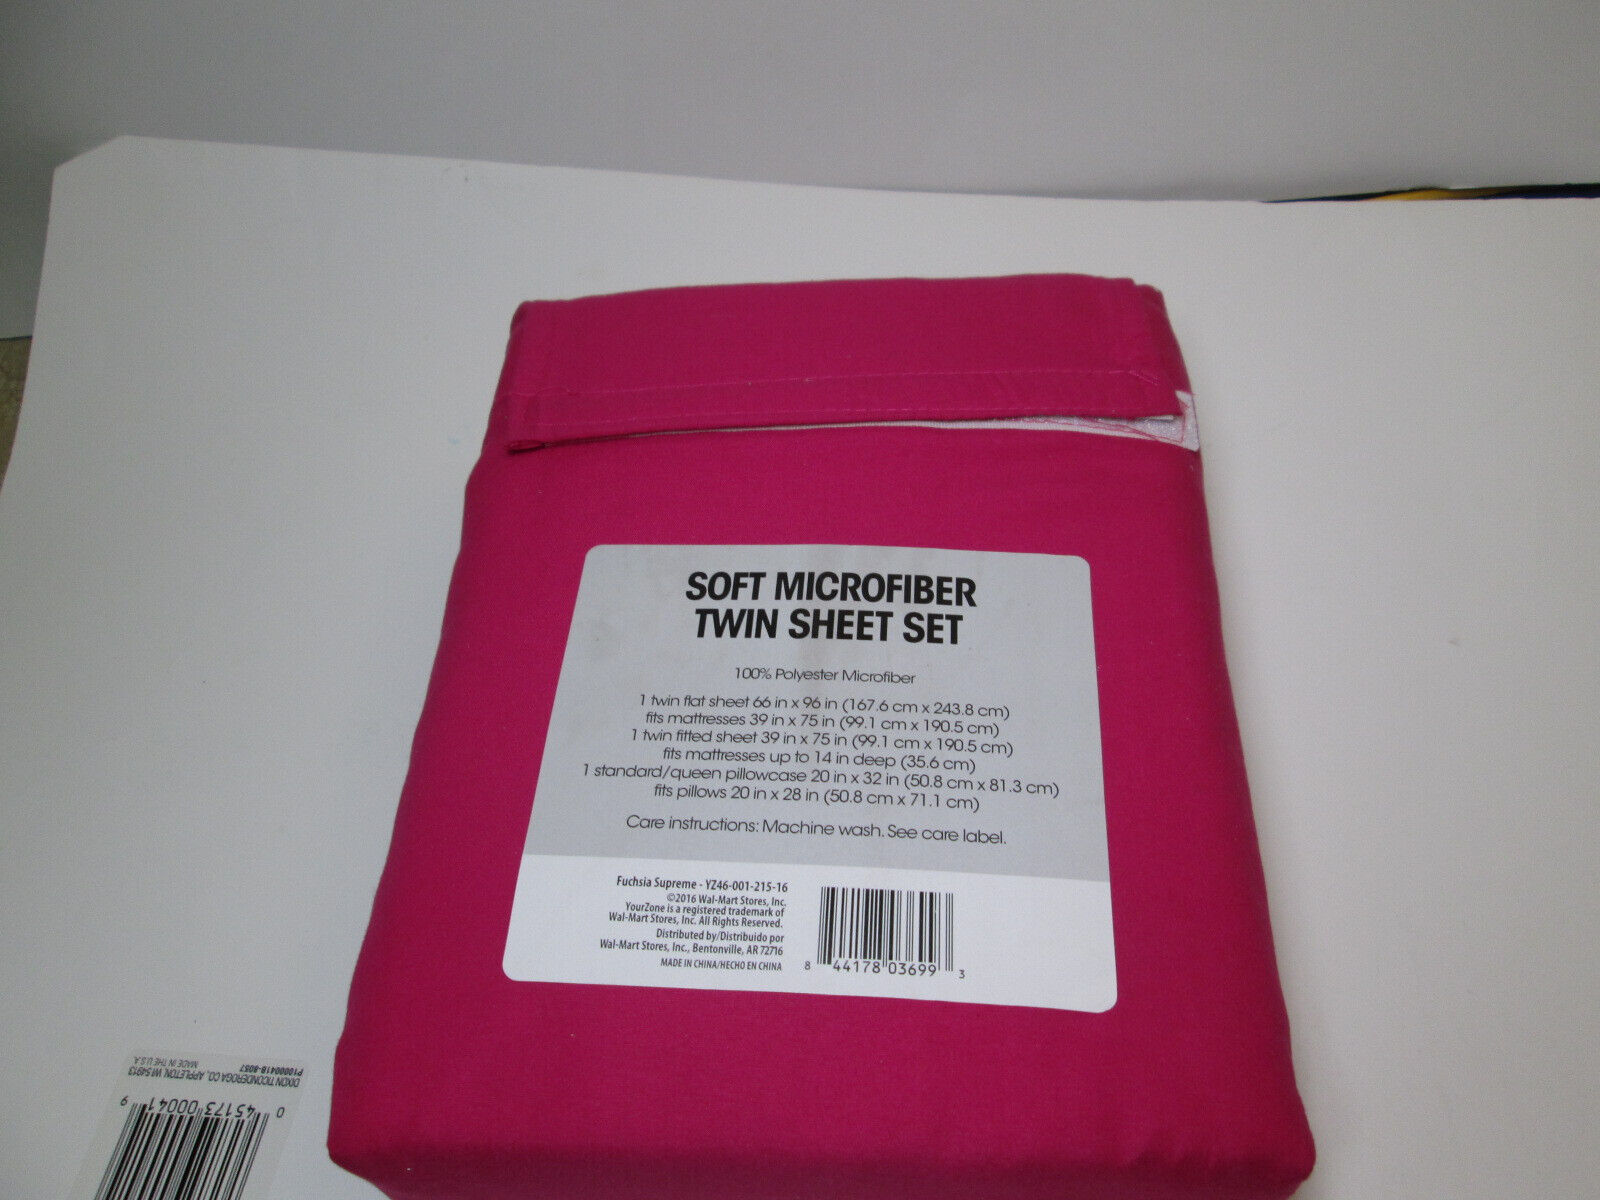 SOFT MICROFIBER
TWIN SHEET SET
100% Polyester Microfiber
1 twin flat sheet 66 in x 96 in (167.6 cm x 243.8 cm)
fits mattresses 39 in x 75 in (99.1 cm x 190.5 cm)
1 twin fitted sheet 39 in x 75 in (99.1 cm x 190.5 cm)
fits mattresses up to 14 in deep (35.6 cm)
1 standard/queen pillowcase 20 in x 32 in (50.8 cm x 81.3 cm)
fits pillows 20 in x 28 in (50.8 cm x 71.1 cm)
Care instructions: Machine wash. See care label.
Fuchsia Supreme - YZ46-001-215-16
©2016 Wal-Mart Stores, Inc.
YourZone is a registered trademark of
Wal-Mart Stores, Inc. All Rights Reserved.
Distributed by/Distribuido por
Wal-Mart Stores, Inc., Bentonville, AR 72716
MADE IN CHINA/HECHO EN CHINA
8 44178 03699 3
0 45173 00041 9
P1000041B-8057
DIXON TICONDEROGA CO., APPLETON, WI 54913
MADE IN THE U.S.A.